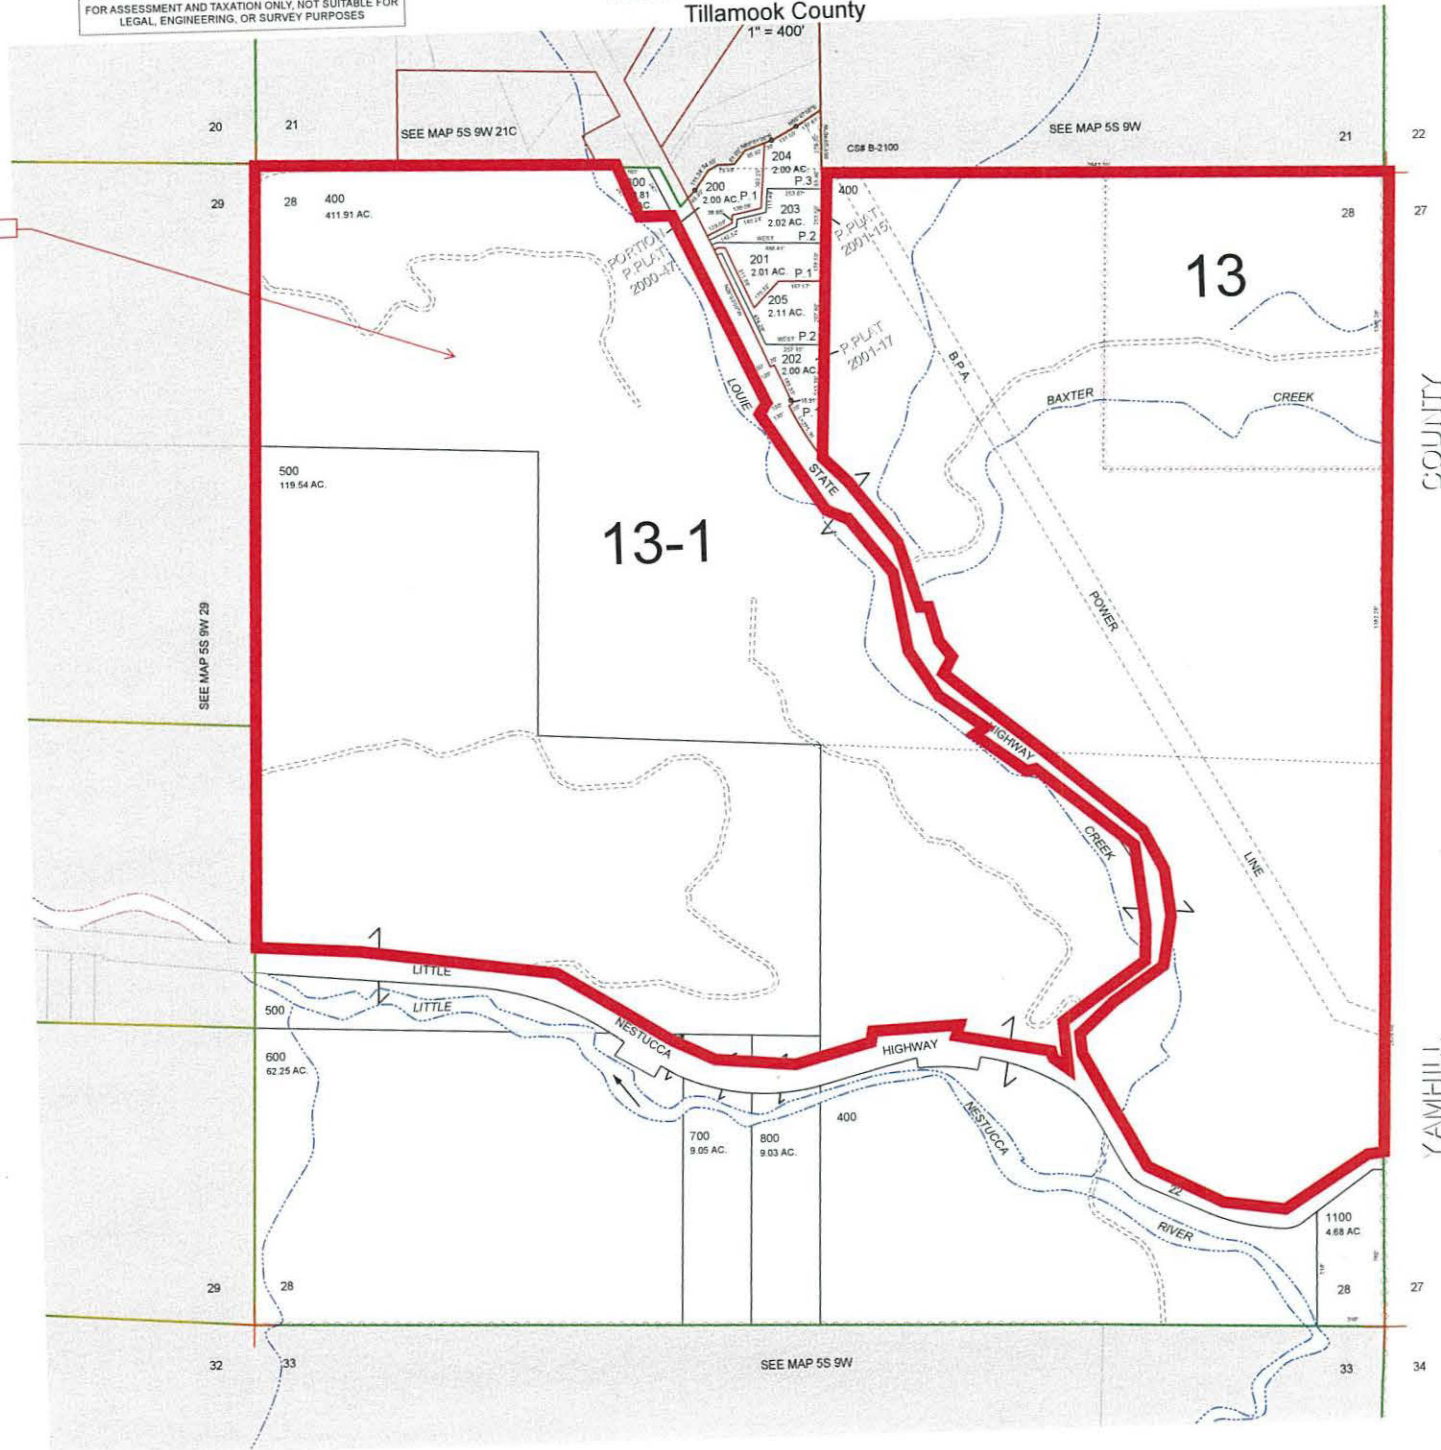 FOR ASSESSMENT AND TAXATION ONLY, NOT SUITABLE FOR
LEGAL, ENGINEERING, OR SURVEY PURPOSES
Tillamook County
1" = 400'
20
21
SEE MAP 5S 9W 21C
SEE MAP 5S 9W
21
22
CS# B-2100
204
2.00 AC.
P.3
200
2.00 AC.
P.1
203
2.02 AC.
P.2
WEST
201
2.01 AC.
P.1
205
2.11 AC.
WEST
P.2
202
2.00 AC.
29
28
400
411.91 AC.
400
28
27
13
PORTION
P.PLAT
2000-47
P.PLAT
2001-15
P.PLAT
2001-17
B.P.A.
BAXTER
CREEK
COUNTY
LOUIE
STATE
500
119.54 AC.
13-1
POWER
SEE MAP 5S 9W 29
HIGHWAY
CREEK
LINE
LITTLE
LITTLE
500
NESTUCCA
HIGHWAY
600
62.25 AC.
YAMHILL
400
NESTUCCA
700
9.05 AC.
800
9.03 AC.
22
RIVER
1100
4.68 AC
29
28
28
27
32
33
SEE MAP 5S 9W
33
34